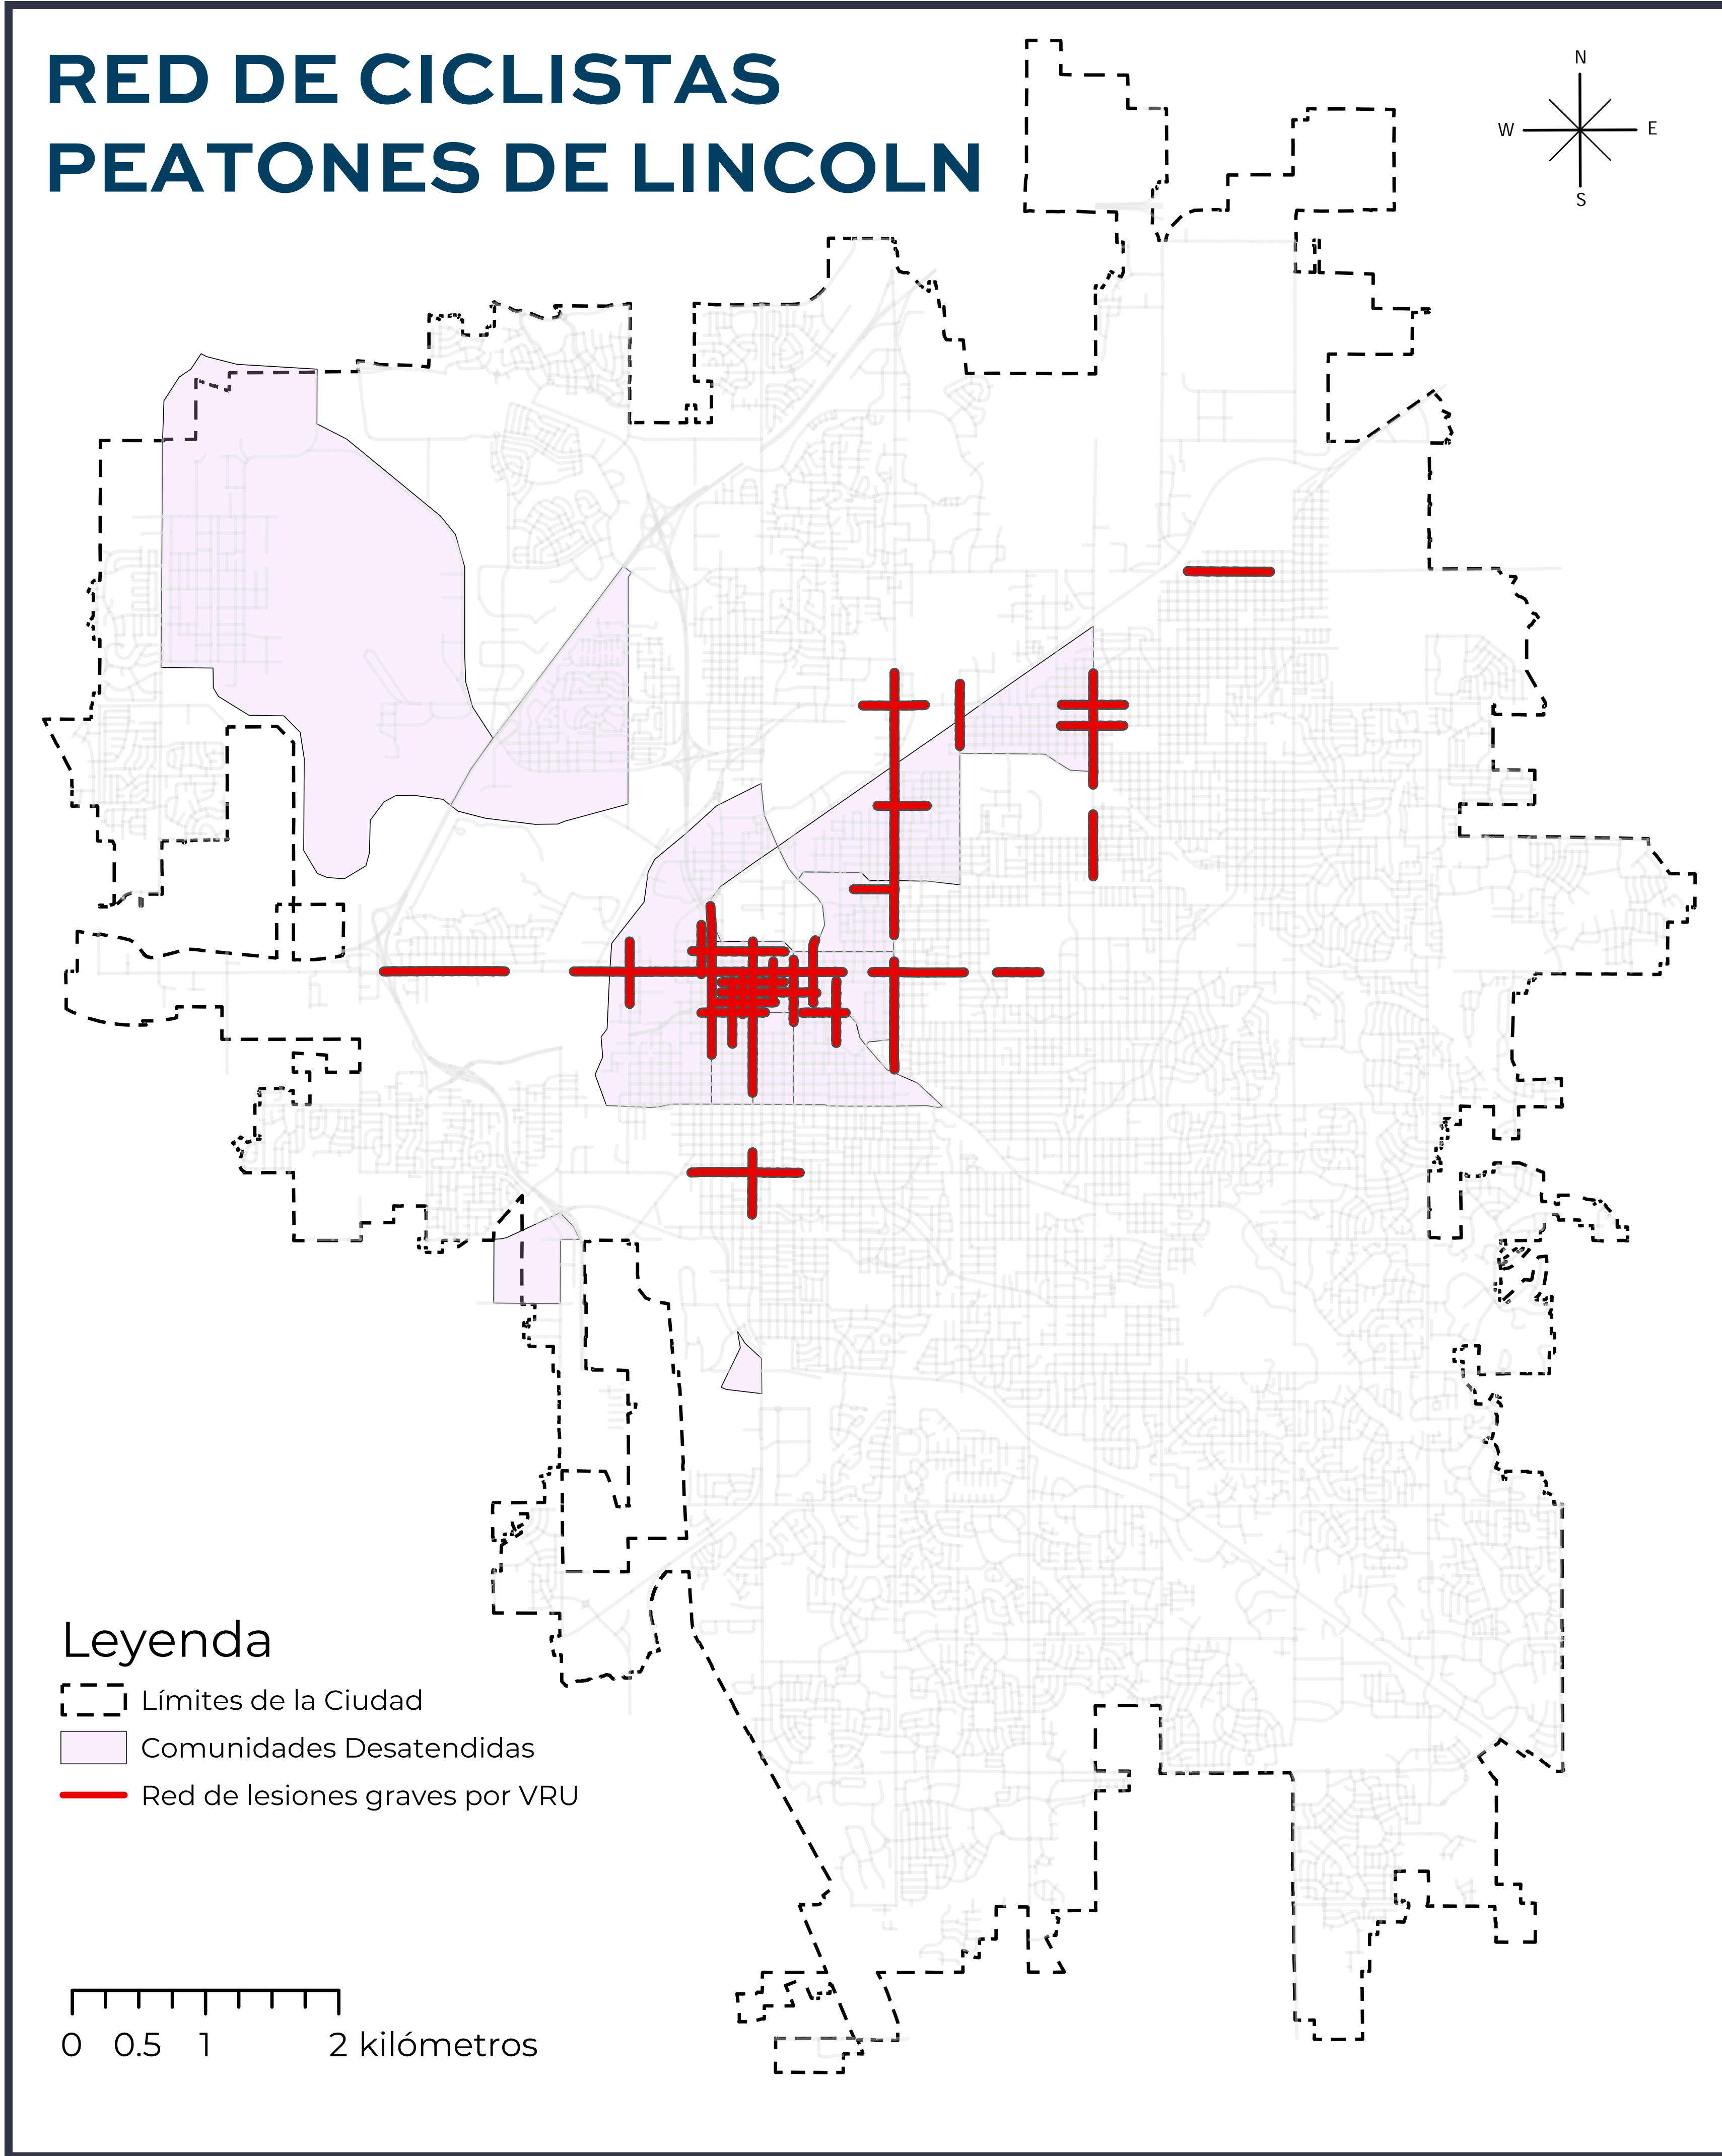 RED DE CICLISTAS
PEATONES DE LINCOLN
N
W E
S
Leyenda
Límites de la Ciudad
Comunidades Desatendidas
Red de lesiones graves por VRU
0 0.5 1 2 kilómetros